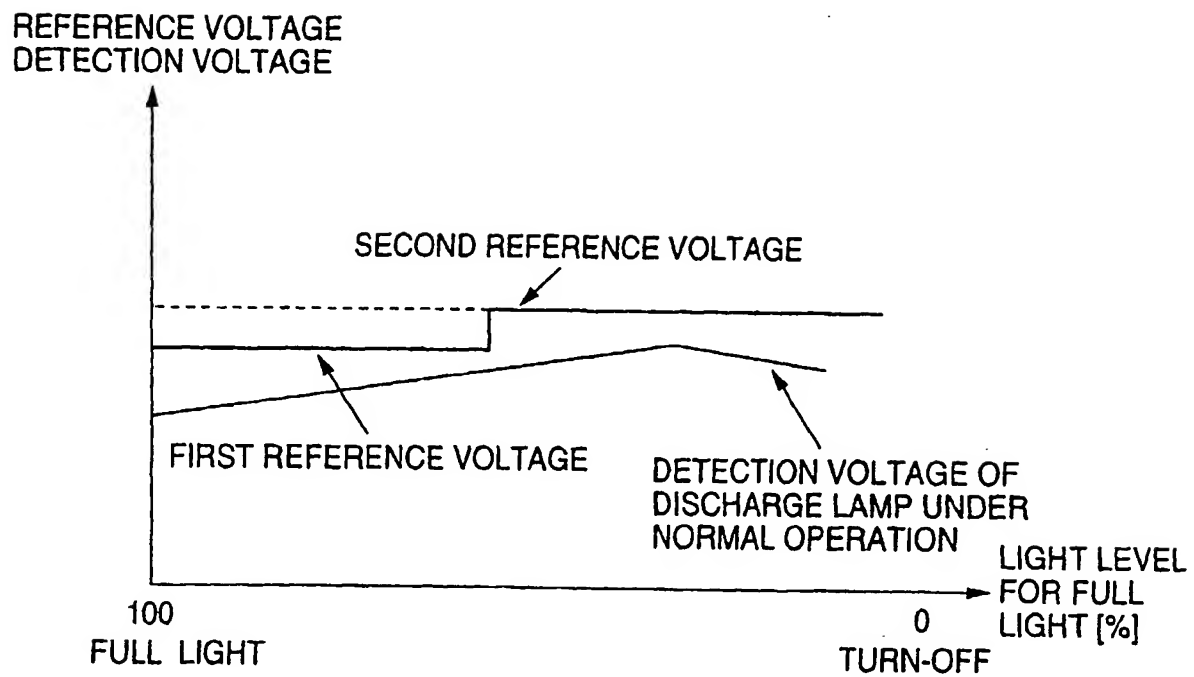 REFERENCE VOLTAGE
DETECTION VOLTAGE
SECOND REFERENCE VOLTAGE
FIRST REFERENCE VOLTAGE
DETECTION VOLTAGE OF
DISCHARGE LAMP UNDER
NORMAL OPERATION
LIGHT LEVEL
FOR FULL
LIGHT [%]
100
FULL LIGHT
0
TURN-OFF